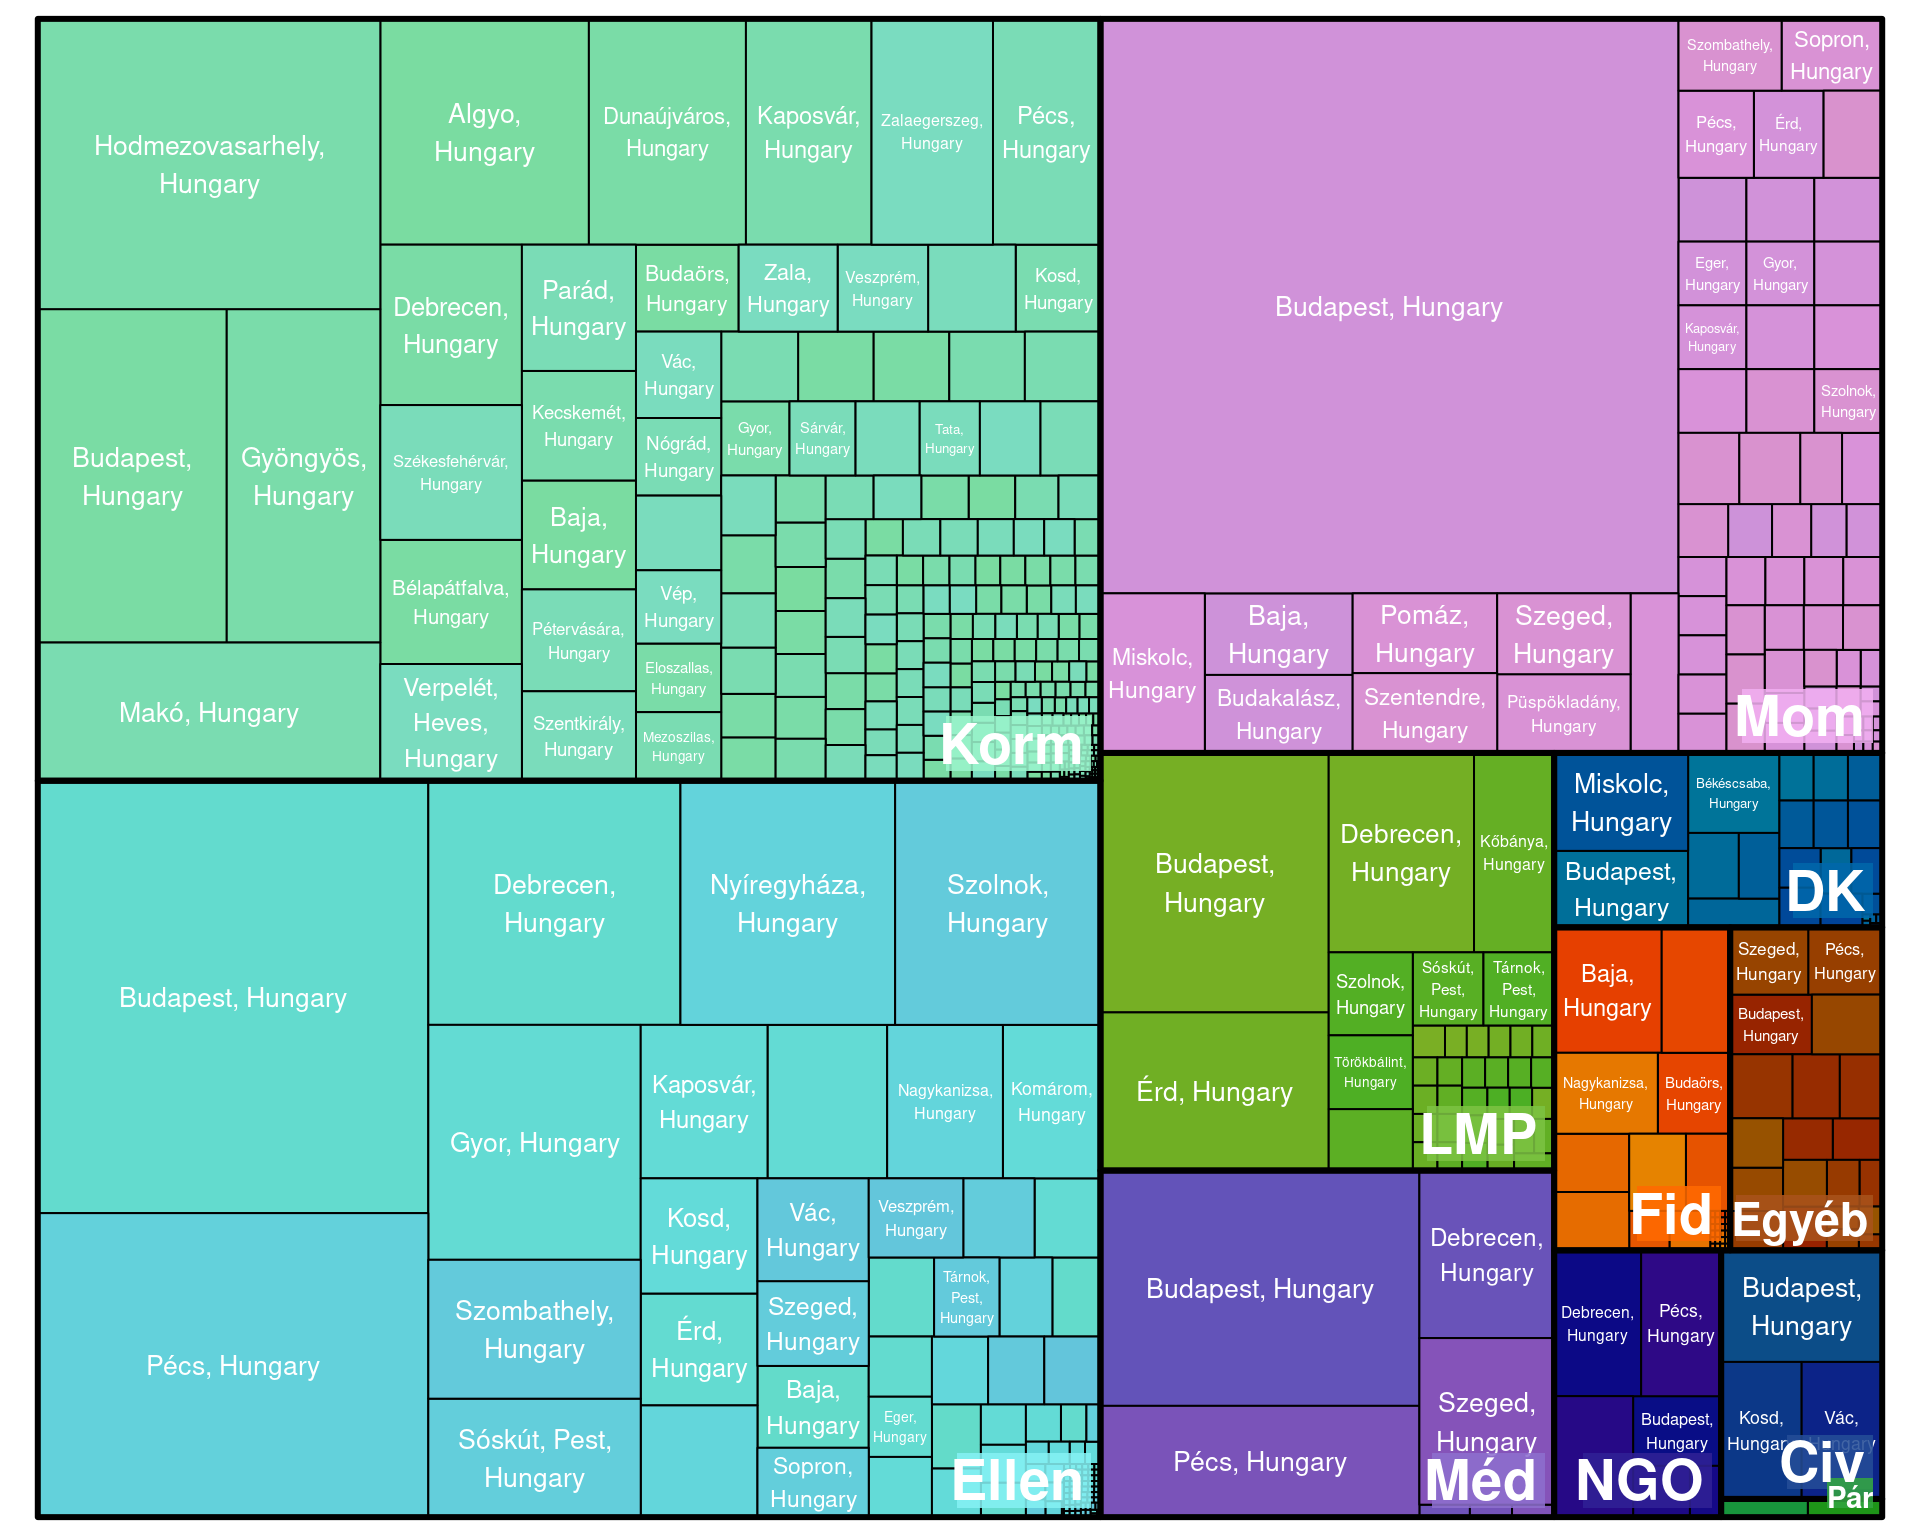 Hodmezovasarhely,
Hungary
Algyo,
Hungary
Dunaújváros,
Hungary
Kaposvár,
Hungary
Zalaegerszeg,
Hungary
Pécs,
Hungary
Budapest,
Hungary
Gyöngyös,
Hungary
Makó, Hungary
Debrecen,
Hungary
Székesfehérvár,
Hungary
Bélapátfalva,
Hungary
Verpelét,
Heves,
Hungary
Parád,
Hungary
Kecskemét,
Hungary
Baja,
Hungary
Pétervására,
Hungary
Szentkirály,
Hungary
Budaörs,
Hungary
Zala,
Hungary
Veszprém,
Hungary
Kosd,
Hungary
Vác,
Hungary
Nógrád,
Hungary
Vép,
Hungary
Eloszallas,
Hungary
Mezoszilas,
Hungary
Gyor,
Hungary
Sárvár,
Hungary
Tata,
Hungary
Korm
Budapest, Hungary
Szombathely,
Hungary
Sopron,
Hungary
Pécs,
Hungary
Érd,
Hungary
Eger,
Hungary
Gyor,
Hungary
Kaposvár,
Hungary
Szolnok,
Hungary
Miskolc,
Hungary
Baja,
Hungary
Budakalász,
Hungary
Pomáz,
Hungary
Szentendre,
Hungary
Szeged,
Hungary
Püspökladány,
Hungary
Mom
Budapest, Hungary
Pécs, Hungary
Debrecen,
Hungary
Nyíregyháza,
Hungary
Szolnok,
Hungary
Gyor, Hungary
Szombathely,
Hungary
Sóskút, Pest,
Hungary
Kaposvár,
Hungary
Nagykanizsa,
Hungary
Komárom,
Hungary
Kosd,
Hungary
Érd,
Hungary
Vác,
Hungary
Szeged,
Hungary
Baja,
Hungary
Sopron,
Hungary
Veszprém,
Hungary
Tárnok,
Pest,
Hungary
Eger,
Hungary
Ellen
Budapest,
Hungary
Érd, Hungary
Debrecen,
Hungary
Kőbánya,
Hungary
Szolnok,
Hungary
Törökbálint,
Hungary
Sóskút,
Pest,
Hungary
Tárnok,
Pest,
Hungary
LMP
Budapest, Hungary
Pécs, Hungary
Debrecen,
Hungary
Szeged,
Hungary
Méd
Miskolc,
Hungary
Budapest,
Hungary
Békéscsaba,
Hungary
DK
Baja,
Hungary
Nagykanizsa,
Hungary
Budaörs,
Hungary
Fid
Szeged,
Hungary
Pécs,
Hungary
Budapest,
Hungary
Egyéb
Debrecen,
Hungary
Pécs,
Hungary
Budapest,
Hungary
NGO
Budapest,
Hungary
Kosd,
Hungary
Vác,
Hungary
Civ
Pár